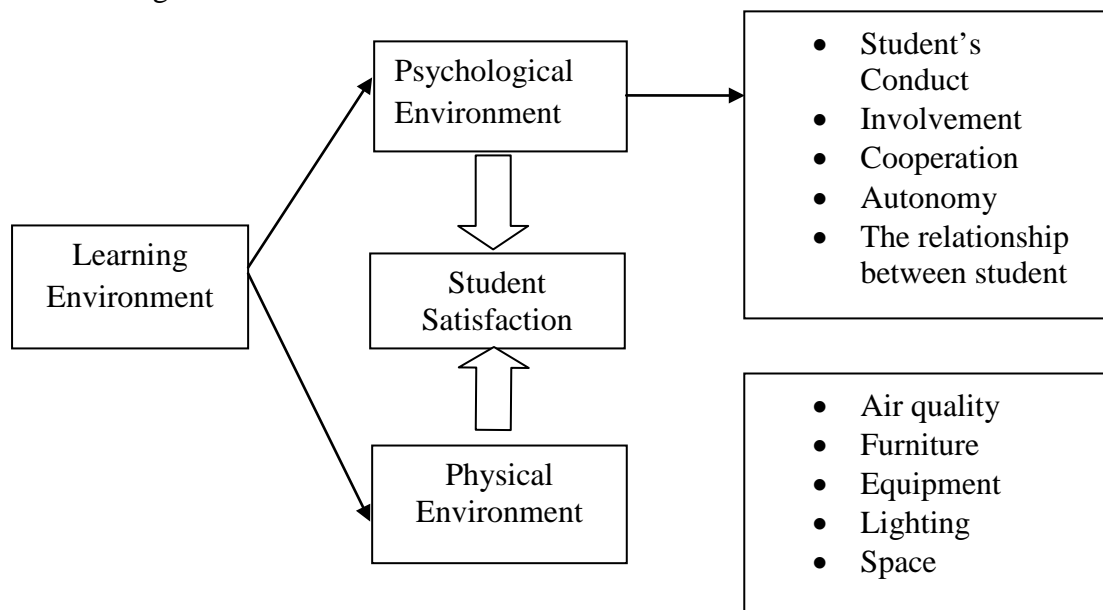 Psychological
Environment
• Student's
Conduct
• Involvement
• Cooperation
• Autonomy
• The relationship
between student
Learning
Environment
Student
Satisfaction
Physical
Environment
• Air quality
• Furniture
• Equipment
• Lighting
• Space